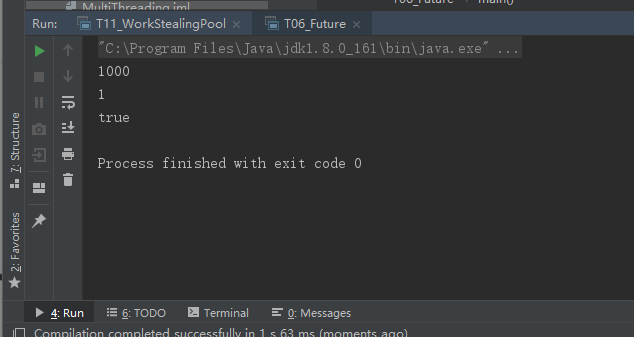 MultiThreading.iml
T06_Future
main()
Run:
T11_WorkStealingPool
T06_Future
"C:\Program Files\Java\jdk1.8.0_161\bin\java.exe" ...
1000
1
true
Process finished with exit code 0
7: Structure
2: Favorites
4: Run
6: TODO
Terminal
0: Messages
Compilation completed successfully in 1 s 63 ms (moments ago)